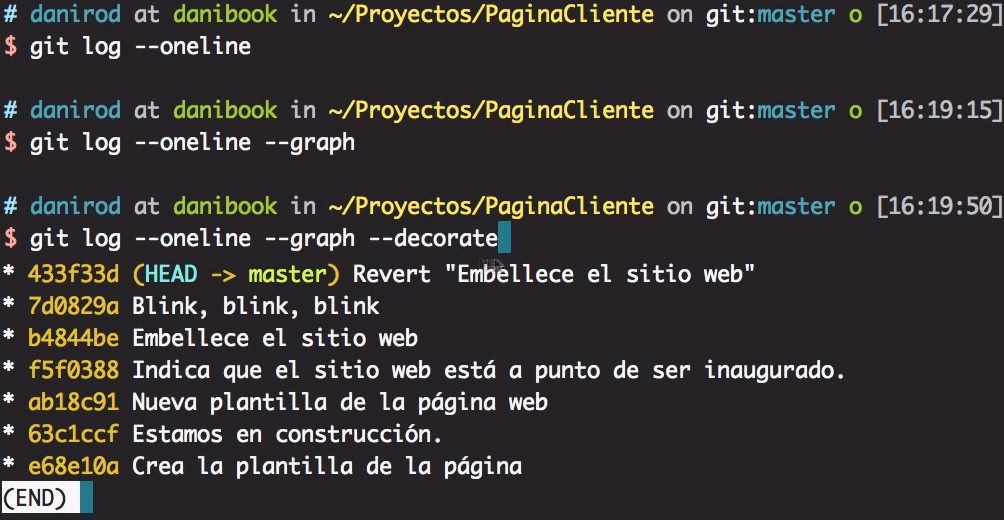 # danirod at danibook in ~/Proyectos/PaginaCliente on git:master o [16:17:29]
$ git log --oneline
# danirod at danibook in ~/Proyectos/PaginaCliente on git:master o [16:19:15]
$ git log --oneline --graph
# danirod at danibook in ~/Proyectos/PaginaCliente on git:master o [16:19:50]
$ git log --oneline --graph --decorate
* 433f33d (HEAD -> master) Revert "Embellece el sitio web"
* 7d0829a Blink, blink, blink
* b4844be Embellece el sitio web
* f5f0388 Indica que el sitio web está a punto de ser inaugurado.
* ab18c91 Nueva plantilla de la página web
* 63c1ccf Estamos en construcción.
* e68e10a Crea la plantilla de la página
(END)